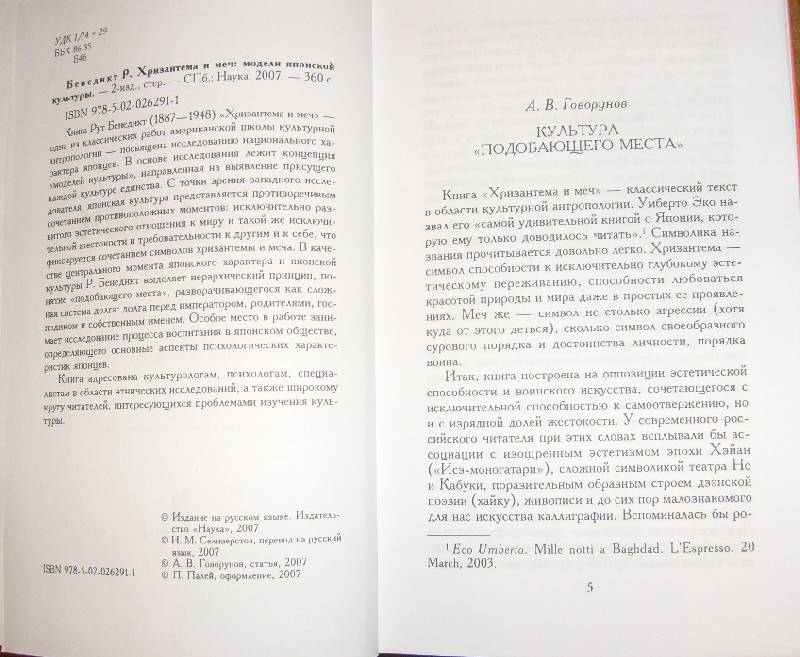 УДК 1/14 + 29
ББК 86.35
Б46
Бенедикт Р. Хризантема и меч: модели японской
культуры. — 2-изд., стер. — СПб.: Наука. 2007 — 360 с.
ISBN 978-5-02-026291-1
Книга Рут Бенедикт (1887—1948) «Хризантема и меч» —
одна из классических работ американской школы культурной
антропологии — посвящена исследованию национального ха-
рактера японцев. В основе исследования лежит концепция
«модели культуры», направленная на выявление присущего
каждой культуре единства. С точки зрения западного иссле-
дователя японская культура представляется противоречивым
сочетанием противоположных моментов: исключительно раз-
витого эстетического отношения к миру и такой же исключи-
тельной жестокости и требовательности к другим и к себе, что
фиксируется сочетанием символов хризантемы и меча. В каче-
стве центрального момента японского характера и японской
культуры Р. Бенедикт выделяет иерархический принцип, по-
нятие «подобающего места», разворачивающегося как слож-
ная система долга: долга перед императором, родителями, гос-
подином и собственным именем. Особое место в работе зани-
мает исследование процесса воспитания в японском обществе,
определяющего основные аспекты психологических характе-
ристик японцев.
Книга адресована культурологам, психологам, специа-
листам в области этнических исследований, а также широкому
кругу читателей, интересующихся проблемами изучения куль-
туры.
© Издание на русском языке. Издатель-
ство «Наука», 2007
© Н. М. Селиверстов, перевод на русский
язык, 2007
© А. В. Говорунов, статья, 2007
© П. Палей, оформление, 2007
ISBN 978-5-02-026291-1
А. В. Говорунов
КУЛЬТУРА
«ПОДОБАЮЩЕГО МЕСТА»
Книга «Хризантема и меч» — классический текст
в области культурной антропологии. Умберто Эко на-
звал его «самой удивительной книгой о Японии, кото-
рую ему только доводилось читать».¹ Символика на-
звания прочитывается довольно легко. Хризантема —
символ способности к исключительно глубокому эсте-
тическому переживанию, способности любоваться
красотой природы и мира даже в простых ее проявле-
ниях. Меч же — символ не столько агрессии (хотя
куда от этого деться), сколько символ своеобразного
сурового порядка и достоинства личности, порядка
воина.
Итак, книга построена на оппозиции эстетической
способности и воинского искусства, сочетающегося с
исключительной способностью к самоотвержению, но
и с изрядной долей жестокости. У современного рос-
сийского читателя при этих словах всплывали бы ас-
социации с изощренным эстетизмом эпохи Хэйан
(«Исэ-моногатари»), сложной символикой театра Но
и Кабуки, поразительным образным строем дзэнской
поэзии (хайку), живописи и до сих пор малознакомого
для нас искусства каллиграфии. Вспоминалась бы ро-
¹ Eco Umberto. Mille notti a Baghdad. L'Espresso. 20
March, 2003.
5